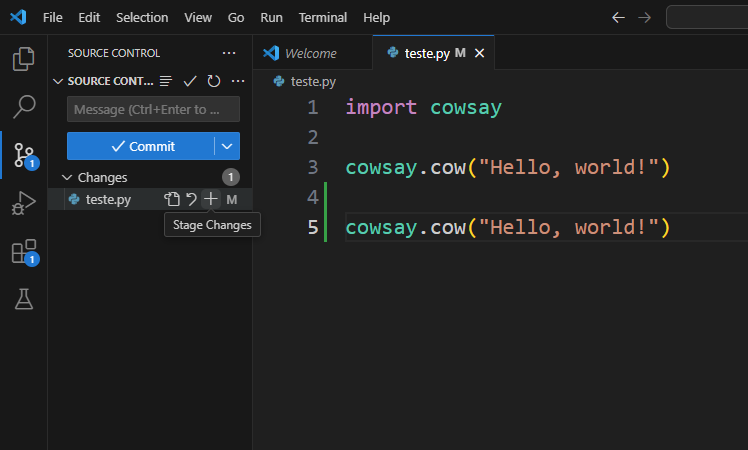 File Edit Selection View Go Run Terminal Help
SOURCE CONTROL
Welcome
teste.py M
SOURCE CONT...
teste.py
Message (Ctrl+Enter to ...
Commit
Changes 1
teste.py M
Stage Changes
1
1
1 import cowsay
2
3 cowsay.cow("Hello, world!")
4
5 cowsay.cow("Hello, world!")